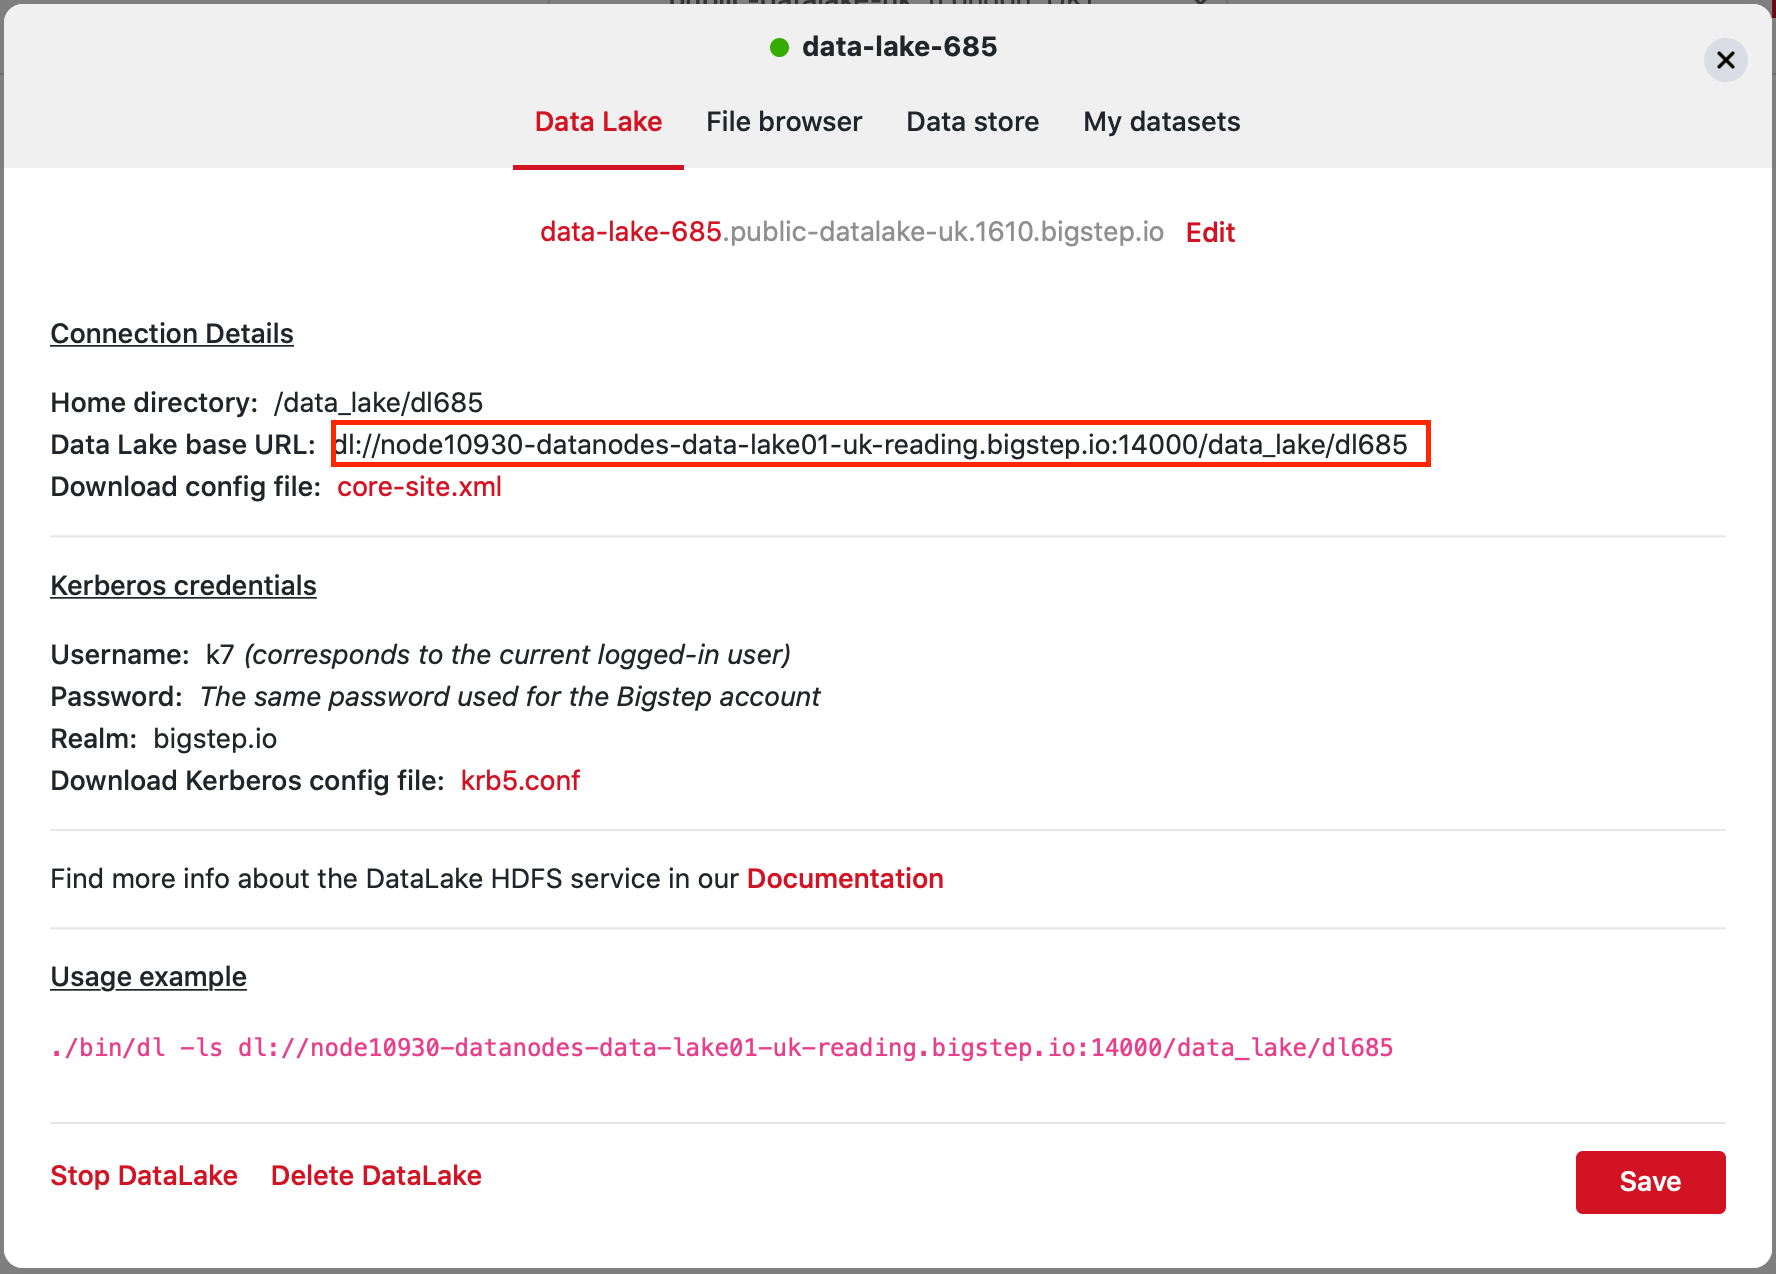 data-lake-685
Data Lake File browser Data store My datasets
data-lake-685.public-datalake-uk.1610.bigstep.io Edit
Connection Details
Home directory: /data_lake/dl685
Data Lake base URL: dl://node10930-datanodes-data-lake01-uk-reading.bigstep.io:14000/data_lake/dl685
Download config file: core-site.xml
Kerberos credentials
Username: k7 (corresponds to the current logged-in user)
Password: The same password used for the Bigstep account
Realm: bigstep.io
Download Kerberos config file: krb5.conf
Find more info about the DataLake HDFS service in our Documentation
Usage example
./bin/dl -ls dl://node10930-datanodes-data-lake01-uk-reading.bigstep.io:14000/data_lake/dl685
Stop DataLake Delete DataLake Save